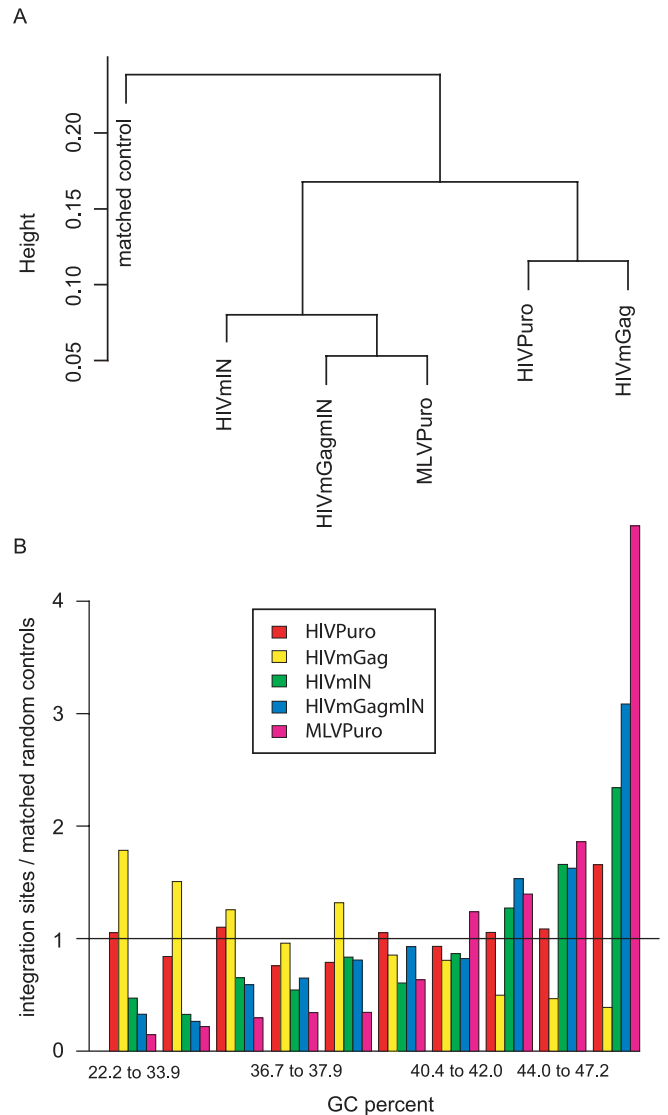 A
Height
0.20
0.15
0.10
0.05
matched control
HIVmIN
HIVmGagmIN
MLVPuro
HIVPuro
HIVmGag
B
integration sites / matched random controls
4
3
2
1
0
HIVPuro
HIVmGag
HIVmIN
HIVmGagmIN
MLVPuro
22.2 to 33.9
36.7 to 37.9
40.4 to 42.0
44.0 to 47.2
GC percent